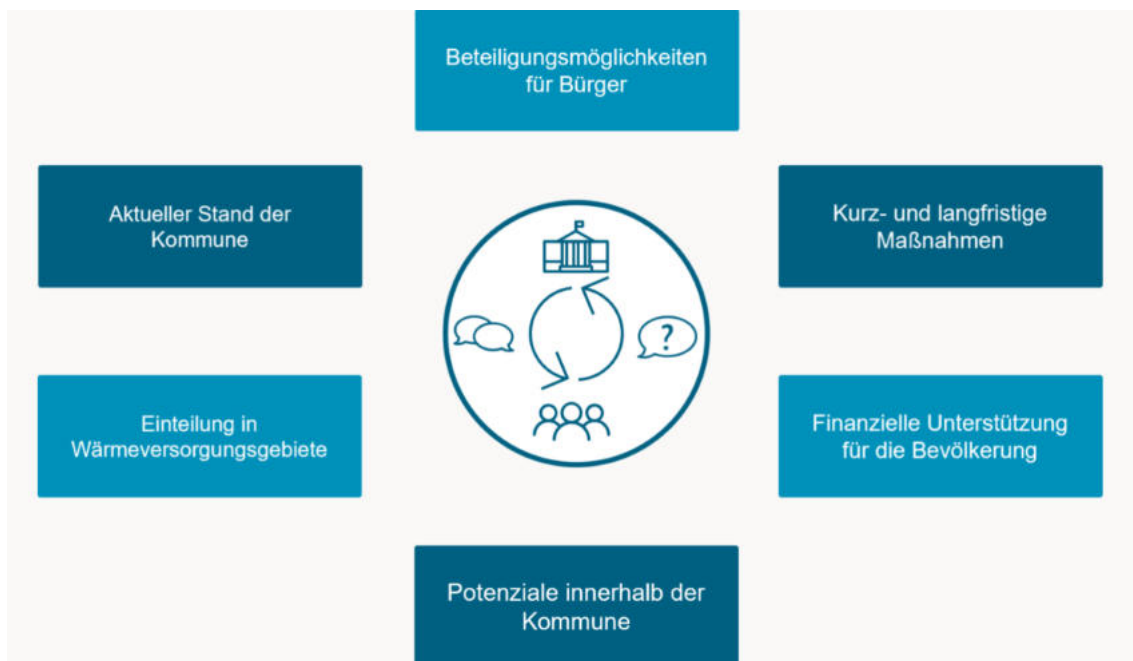 Beteiligungsmöglichkeiten
für Bürger
Aktueller Stand der
Kommune
Kurz- und langfristige
Maßnahmen
?
Einteilung in
Wärmeversorgungsgebiete
Finanzielle Unterstützung
für die Bevölkerung
Potenziale innerhalb der
Kommune